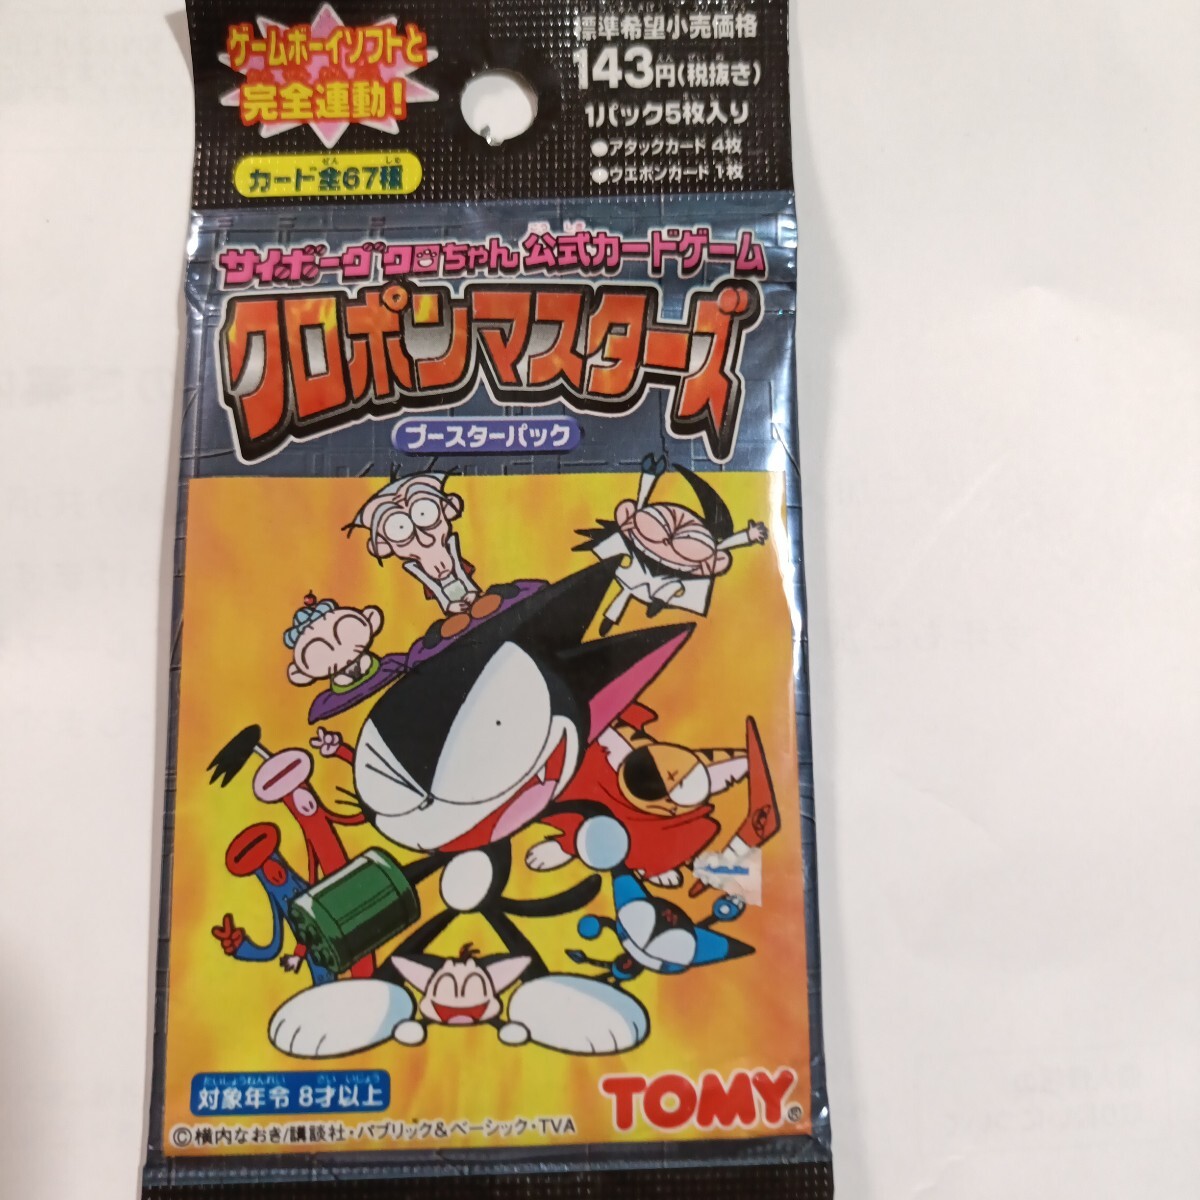 ゲームボーイソフトと
完全連動!
カード全67種
標準希望小売価格
143円(税抜き)
1パック5枚入り
●アタックカード 4枚
●ウエポンカード 1枚
サイボーグクロちゃん 公式カードゲーム
クロポンマスターズ
ブースターパック
対象年令 8才以上
TOMY®
©横内なおき/講談社・パブリック&ベーシック・TVA